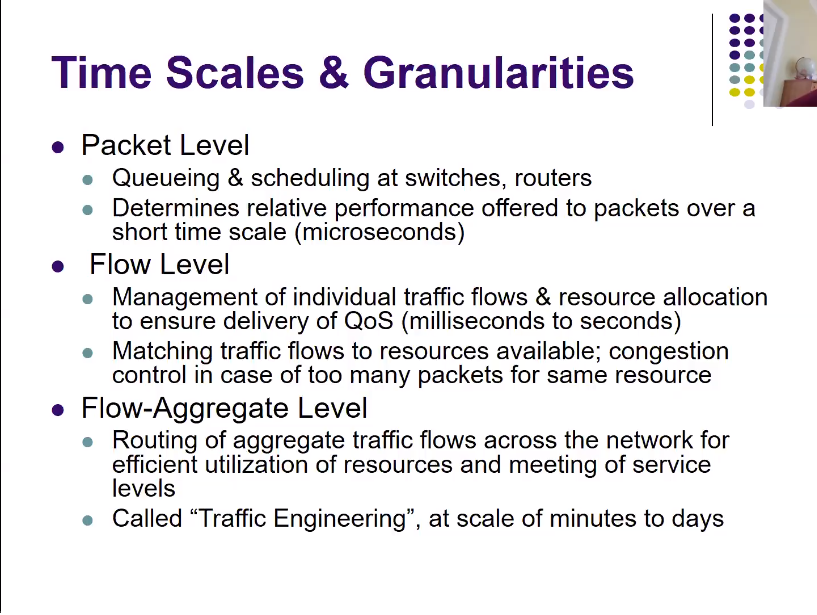 Time Scales & Granularities
Packet Level
Queueing & scheduling at switches, routers
Determines relative performance offered to packets over a
short time scale (microseconds)
Flow Level
Management of individual traffic flows & resource allocation
to ensure delivery of QoS (milliseconds to seconds)
Matching traffic flows to resources available; congestion
control in case of too many packets for same resource
Flow-Aggregate Level
Routing of aggregate traffic flows across the network for
efficient utilization of resources and meeting of service
levels
Called “Traffic Engineering”, at scale of minutes to days